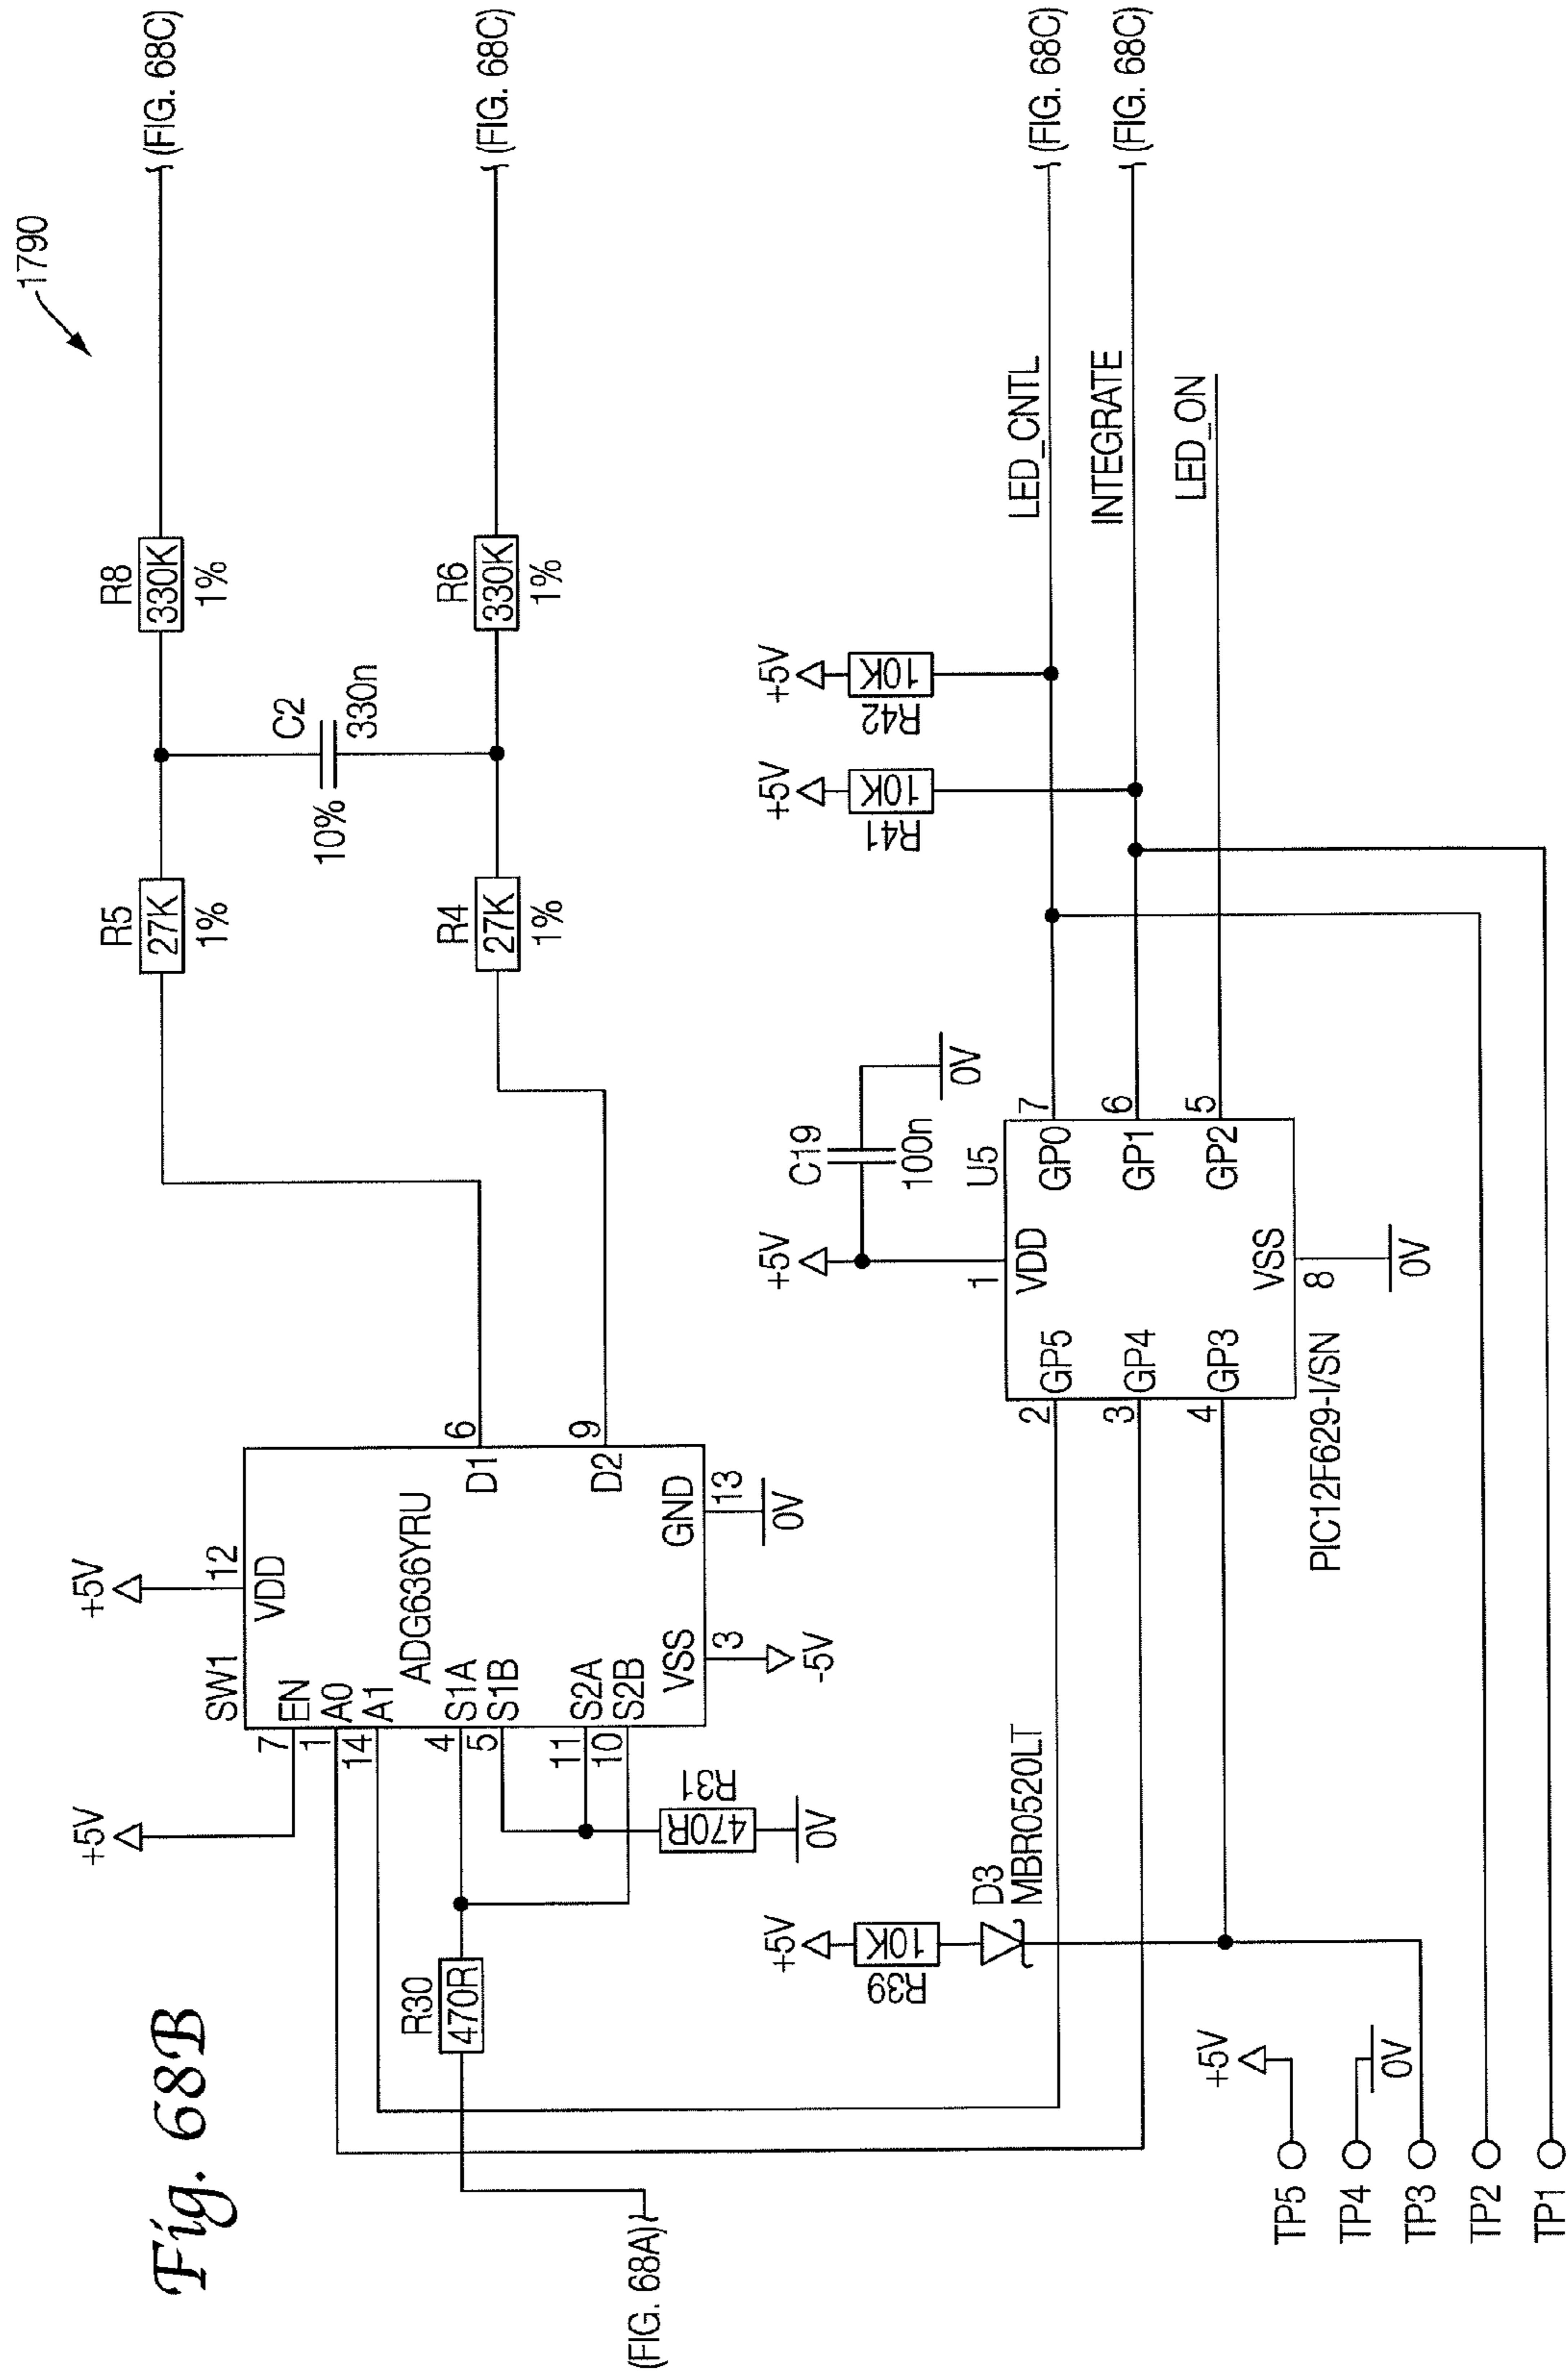 Fig. 68B
1790
(FIG. 68C)
(FIG. 68C)
R8
330K
1%
R6
330K
1%
C2
10%
330n
R5
27K
1%
R4
27K
1%
+5V
+5V
SW1
12
VDD
7
EN
1
A0
14
A1
ADG636YRU
4
S1A
5
S1B
11
S2A
10
S2B
D1
6
D2
9
VSS
3
-5V
GND
13
0V
R30
470R
R31
470R
0V
(FIG. 68A)
+5V
R39
10K
D3
MBR0520LT
+5V
C19
100n
0V
U5
1
VDD
2
GP5
3
GP4
4
GP3
GP0
7
GP1
6
GP2
5
VSS
8
0V
PIC12F629-I/SN
+5V
R41
10K
+5V
R42
10K
LED_CNTL
(FIG. 68C)
INTEGRATE
(FIG. 68C)
LED_ON
+5V
TP5
TP4
0V
TP3
TP2
TP1